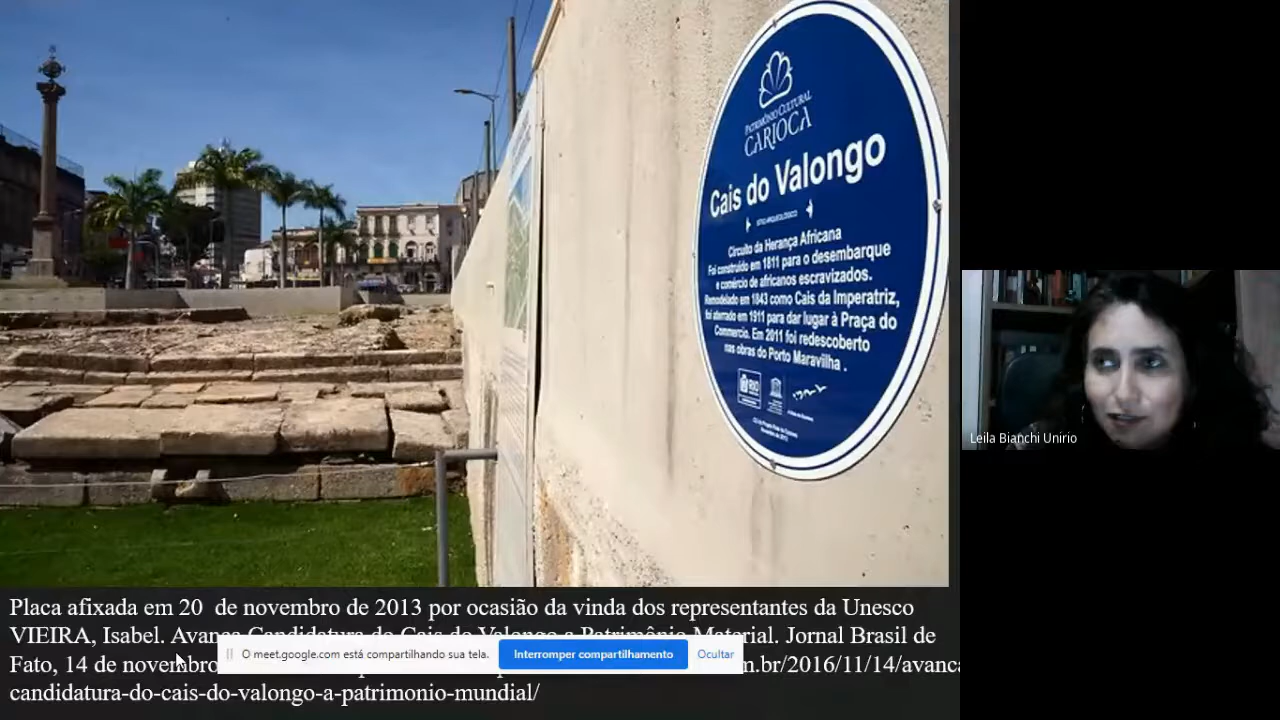 PATRIMÔNIO CULTURAL
CARIOCA
Cais do Valongo
SÍTIO ARQUEOLÓGICO
Circuito da Herança Africana
Foi construído em 1811 para o desembarque
e comércio de africanos escravizados.
Remodelado em 1843 como Cais da Imperatriz,
foi aterrado em 1911 para dar lugar à Praça do
Commercio. Em 2011 foi redescoberto
nas obras do Porto Maravilha .
RIO
Leila Bianchi Unirio
Placa afixada em 20 de novembro de 2013 por ocasião da vinda dos representantes da Unesco
VIEIRA, Isabel. Avança Candidatura do Cais do Valongo a Patrimônio Material. Jornal Brasil de
Fato, 14 de novembro m.br/2016/11/14/avanca
candidatura-do-cais-do-valongo-a-patrimonio-mundial/
O meet.google.com está compartilhando sua tela. Interromper compartilhamento Ocultar